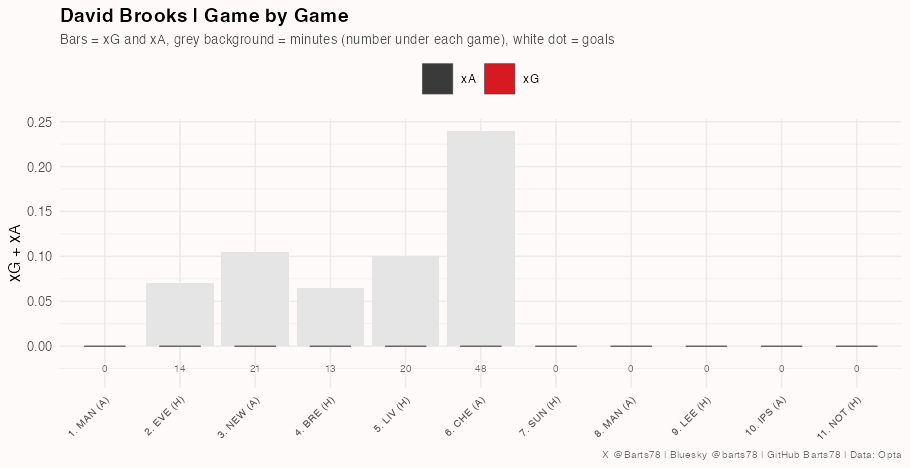 David Brooks | Game by Game
Bars = xG and xA, grey background = minutes (number under each game), white dot = goals
xA xG
xG + xA
0.25
0.20
0.15
0.10
0.05
0.00
0 14 21 13 20 48 0 0 0 0 0
1. MAN (A)
2. EVE (H)
3. NEW (A)
4. BRE (H)
5. LIV (H)
6. CHE (A)
7. SUN (H)
8. MAN (A)
9. LEE (H)
10. IPS (A)
11. NOT (H)
X @Barts78 | Bluesky @barts78 | GitHub Barts78 | Data: Opta